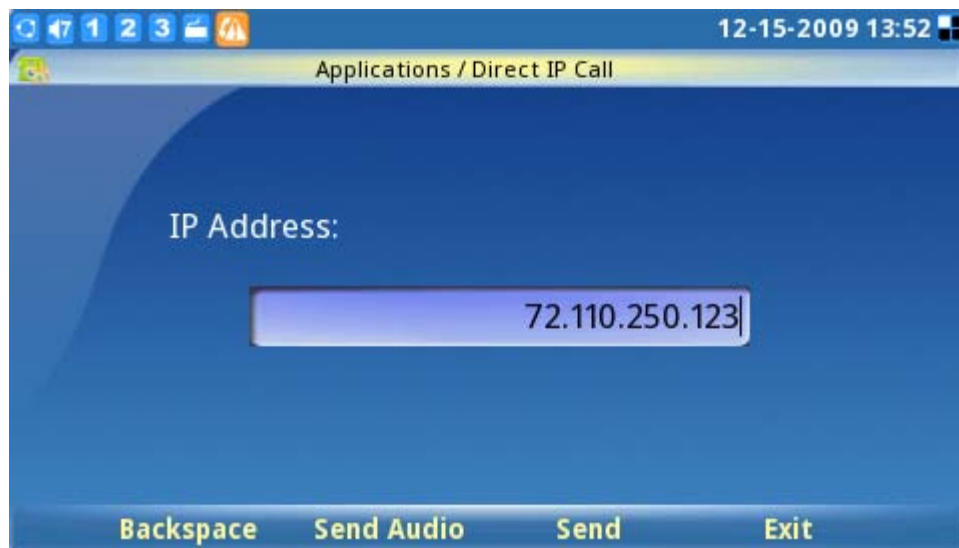 7 1 2 3 12-15-2009 13:52
Applications / Direct IP Call
IP Address:
72.110.250.123
Backspace Send Audio Send Exit